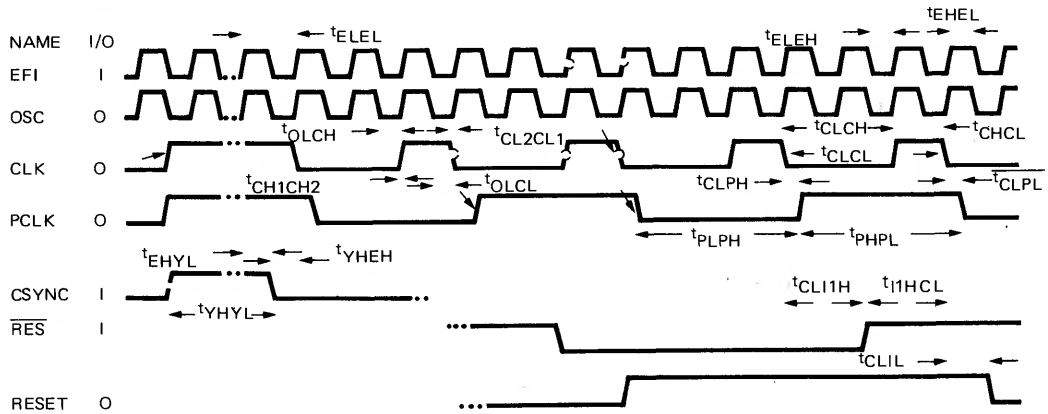 tEHEL
NAME I/O tELEL tELEH
EFI I
OSC O
tOLCH tCL2CL1 tCLCH tCHCL
CLK O tCLCL
tCH1CH2 tOLCL tCLPH tCLPL
PCLK O
tPLPH tPHPL
tEHYL tYHEH
tCLI1H tI1HCL
CSYNC I
tYHYL
RES I
tCLIL
RESET O